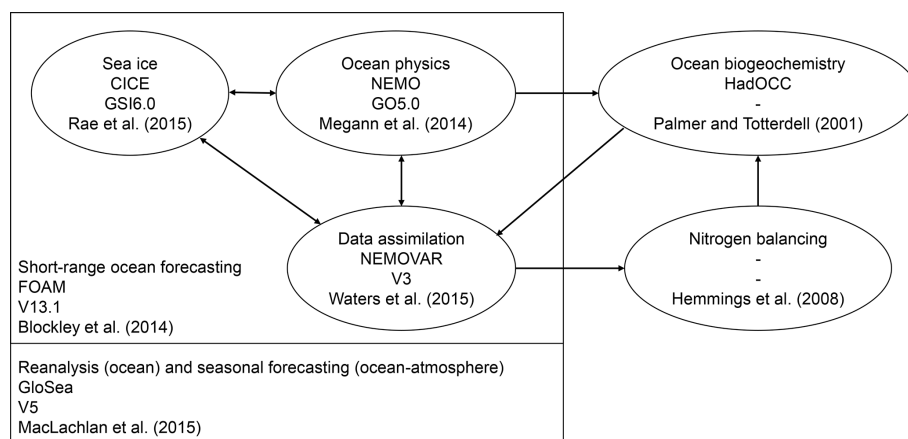 Sea ice
CICE
GSI6.0
Rae et al. (2015)
Ocean physics
NEMO
GO5.0
Megann et al. (2014)
Ocean biogeochemistry
HadOCC
-
Palmer and Totterdell (2001)
Data assimilation
NEMOVAR
V3
Waters et al. (2015)
Nitrogen balancing
-
-
Hemmings et al. (2008)
Short-range ocean forecasting
FOAM
V13.1
Blockley et al. (2014)
Reanalysis (ocean) and seasonal forecasting (ocean-atmosphere)
GloSea
V5
MacLachlan et al. (2015)